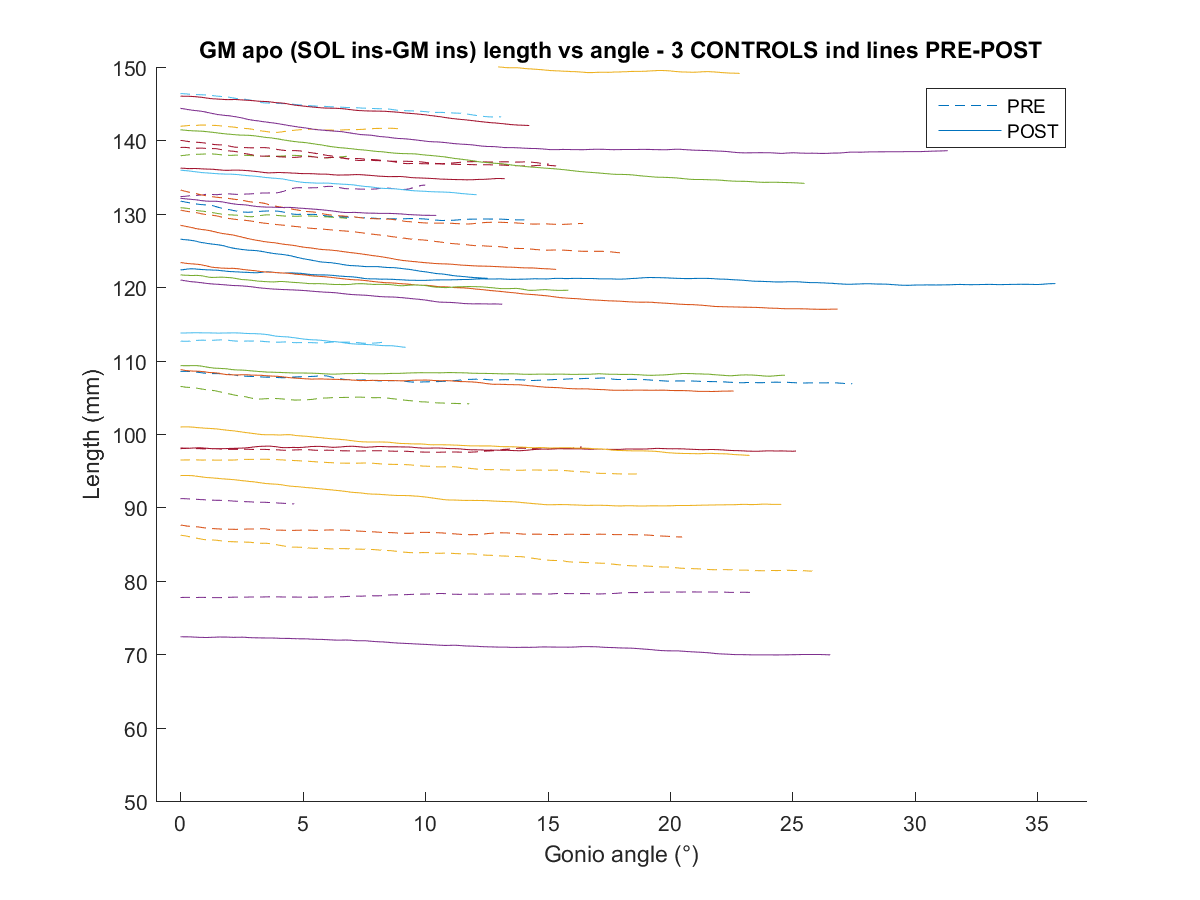 GM apo (SOL ins-GM ins) length vs angle - 3 CONTROLS ind lines PRE-POST
PRE
POST
150
140
130
120
110
100
90
80
70
60
50
Length (mm)
0 5 10 15 20 25 30 35
Gonio angle (°)